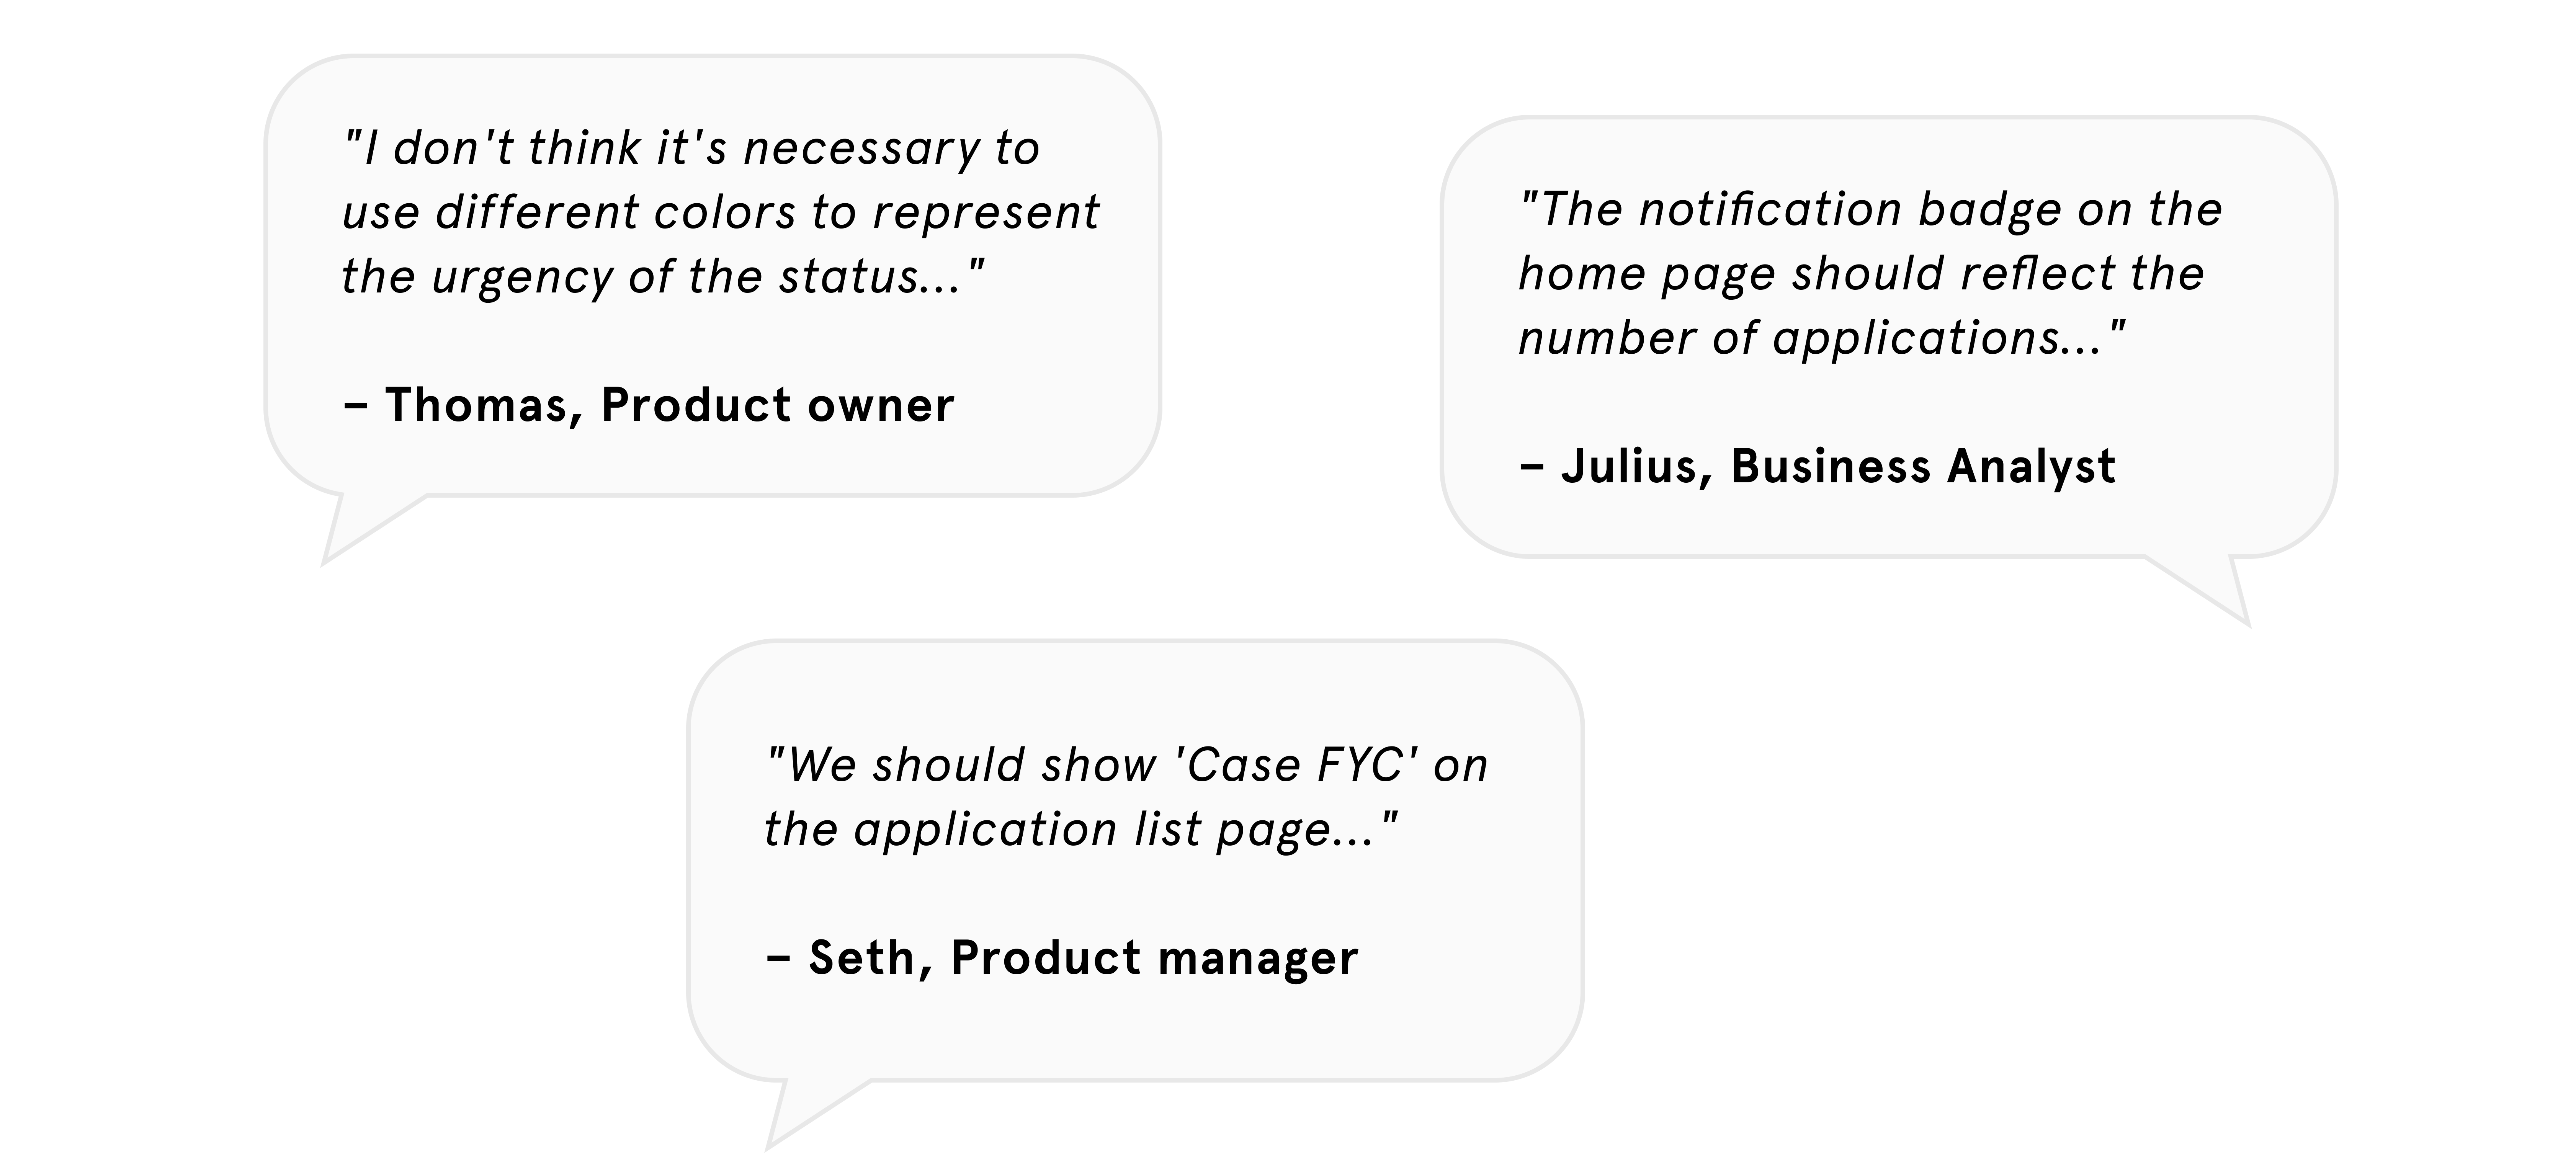 "I don't think it's necessary to
use different colors to represent
the urgency of the status..."
– Thomas, Product owner
"The notification badge on the
home page should reflect the
number of applications..."
– Julius, Business Analyst
"We should show 'Case FYC' on
the application list page..."
– Seth, Product manager